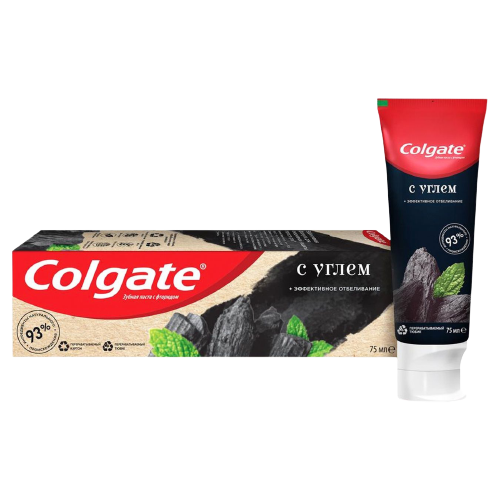 Colgate®
Зубная паста с фторидом
с углем
+ ЭФФЕКТИВНОЕ ОТБЕЛИВАНИЕ
93%
ПЕРЕРАБАТЫВАЕМЫЙ
КАРТОН
ПЕРЕРАБАТЫВАЕМЫЙ
ТЮБИК
75 мл℮
Colgate®
с углем
+ ЭФФЕКТИВНОЕ ОТБЕЛИВАНИЕ
93%
ПЕРЕРАБАТЫВАЕМЫЙ
ТЮБИК
75 мл℮